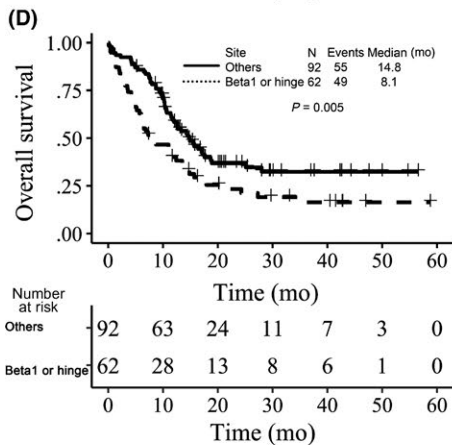 (D)
Site N Events Median (mo)
Others 92 55 14.8
Beta1 or hinge 62 49 8.1
P = 0.005
Overall survival
1.00
.75
.50
.25
.00
0 10 20 30 40 50 60
Time (mo)
Number
at risk
Others 92 63 24 11 7 3 0
Beta1 or hinge 62 28 13 8 6 1 0
0 10 20 30 40 50 60
Time (mo)